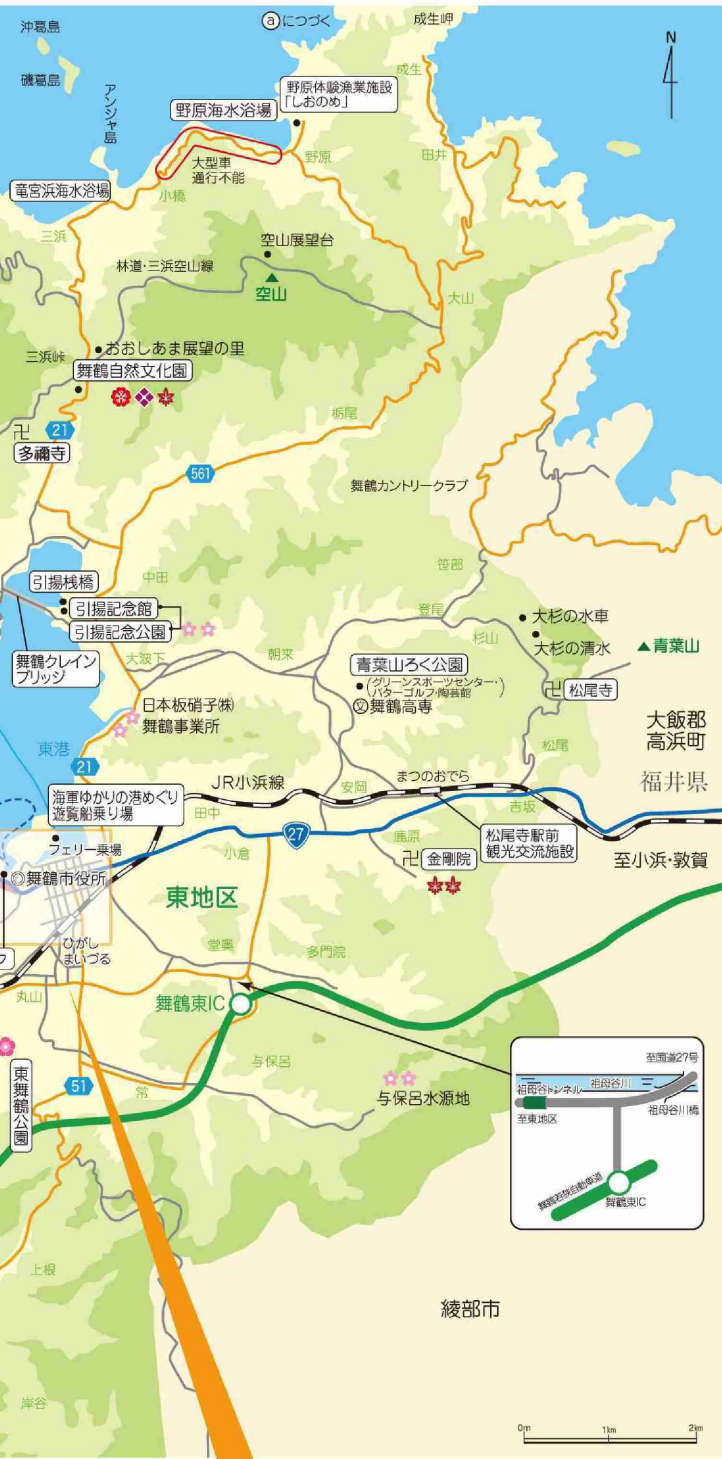 沖葛島
ⓐにつづく
成生岬
N
磯葛島
アンジャ島
成生
野原体験漁業施設
「しおのめ」
野原海水浴場
野原
田井
大型車
通行不能
竜宮浜海水浴場
小橋
三浜
空山展望台
林道・三浜空山線
空山
大山
おおしあま展望の里
三浜峠
舞鶴自然文化園
栃尾
21
卍
多禰寺
561
舞鶴カントリークラブ
笹部
引揚桟橋
中田
引揚記念館
登尾
大杉の水車
引揚記念公園
杉山
大杉の清水
青葉山
舞鶴クレイン
ブリッジ
大波下
朝来
青葉山ろく公園
(グリーンスポーツセンター・
パターゴルフ・陶芸館)
卍 松尾寺
日本板硝子㈱
舞鶴事業所
文舞鶴高専
大飯郡
高浜町
東港
松尾
21
福井県
JR小浜線
安岡
まつのおでら
海軍ゆかりの港めぐり
遊覧船乗り場
田中
吉坂
27
鹿原
松尾寺駅前
観光交流施設
フェリー乗場
小倉
卍 金剛院
至小浜・敦賀
◎舞鶴市役所
東地区
ひがし
まいづる
堂奥
多門院
フ
丸山
舞鶴東IC
与保呂
至国道27号
祖母谷トンネル
祖母谷川
51
常
与保呂水源地
至東地区
祖母谷川橋
東舞鶴公園
舞鶴若狭自動車道
舞鶴東IC
上根
綾部市
岸谷
0m
1km
2km